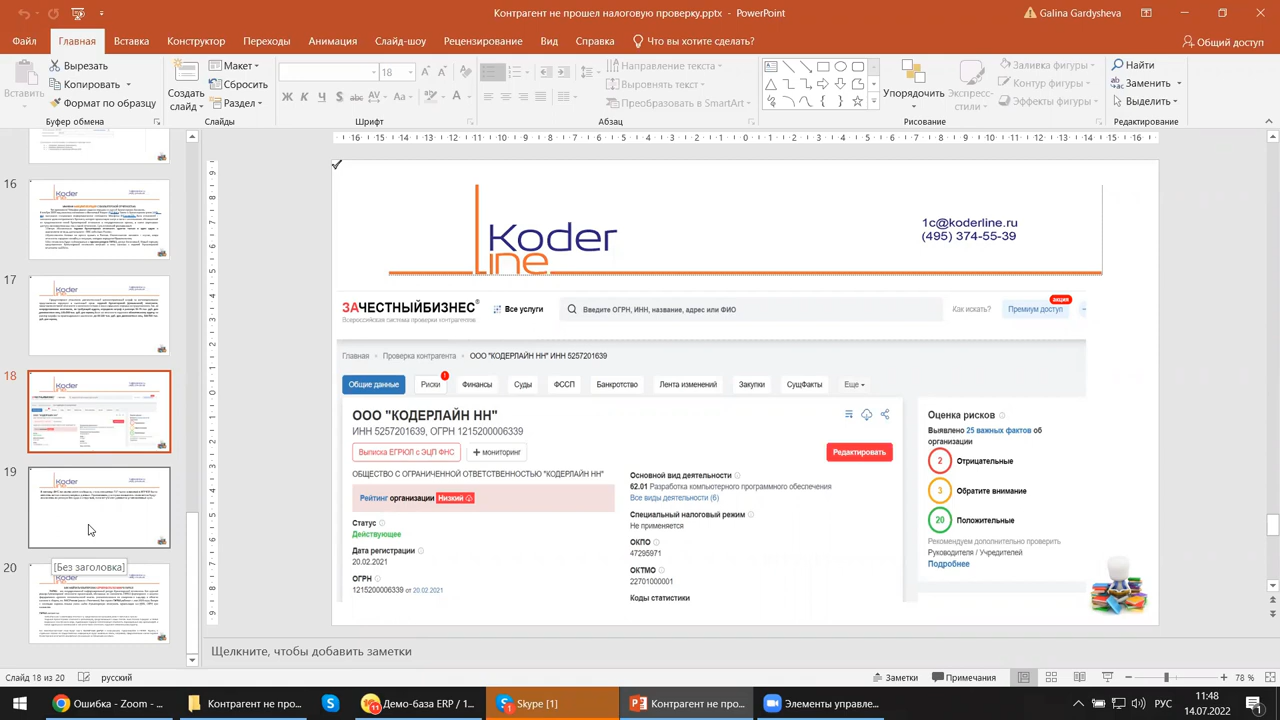 Контрагент не прошел налоговую проверку.pptx - PowerPoint
Galina Gardysheva
Файл
Главная
Вставка
Конструктор
Переходы
Анимация
Слайд-шоу
Рецензирование
Вид
Справка
Что вы хотите сделать?
Общий доступ
Вставить
Вырезать
Копировать
Формат по образцу
Буфер обмена
Создать слайд
Макет
Сбросить
Раздел
Слайды
18
Ж К Ч S abc AV Aa
Шрифт
Направление текста
Выровнять текст
Преобразовать в SmartArt
Абзац
Упорядочить
Экспресс-стили
Заливка фигуры
Контур фигуры
Эффекты фигуры
Рисование
Найти
Заменить
Выделить
Редактирование
16
17
18
19
[Без заголовка]
20
Koder
line
1c@koderline.ru
(495) 374-55-39
ЗАЧЕСТНЫЙБИЗНЕС
Всероссийская система проверки контрагентов
Все услуги
Введите ОГРН, ИНН, название, адрес или ФИО
Как искать?
акция
Премиум доступ
Главная
Проверка контрагента
ООО "КОДЕРЛАЙН НН" ИНН 5257201639
Общие данные
Риски
Финансы
Суды
ФССП
Банкротство
Лента изменений
Закупки
СущФакты
Еще
ООО "КОДЕРЛАЙН НН"
ИНН 5257201639, ОГРН 1215200006339
Выписка ЕГРЮЛ с ЭЦП ФНС
+ мониторинг
Редактировать
ОБЩЕСТВО С ОГРАНИЧЕННОЙ ОТВЕТСТВЕННОСТЬЮ "КОДЕРЛАЙН НН"
Рейтинг организации Низкий
Статус
Действующее
Дата регистрации
20.02.2021
ОГРН
1215200006339 от 20.02.2021
Основной вид деятельности
62.01 Разработка компьютерного программного обеспечения
Все виды деятельности (6)
Специальный налоговый режим
Не применяется
ОКПО
47295971
ОКТМО
22701000001
Коды статистики
Оценка рисков
Выявлено 25 важных фактов об
организации
2 Отрицательные
3 Обратите внимание
20 Положительные
Рекомендуем дополнительно проверить
Руководителя / Учредителей
Подробнее
Щелкните, чтобы добавить заметки
Слайд 18 из 20
русский
Заметки
Примечания
78 %
Ошибка - Zoom - ...
Контрагент не про...
Демо-база ERP / 1...
Skype [1]
Контрагент не про...
Элементы управле...
РУС
11:48
14.07.2022